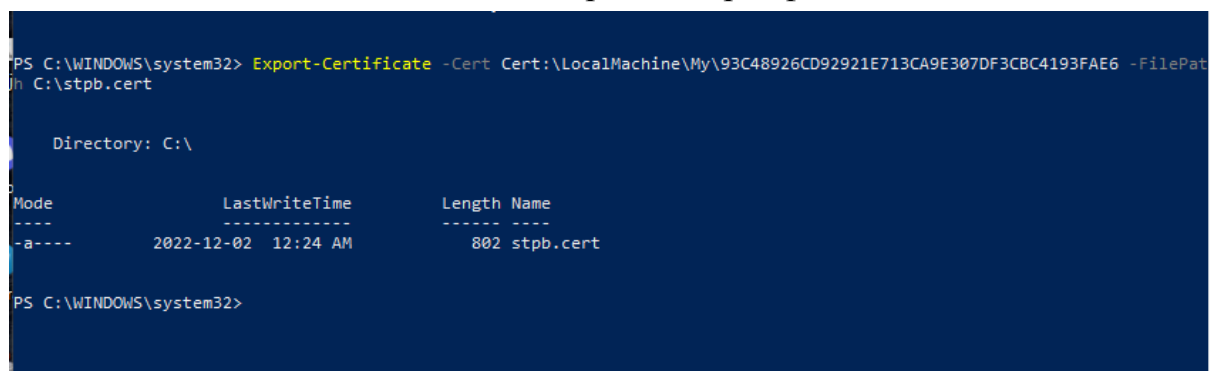 PS C:\WINDOWS\system32> Export-Certificate -Cert Cert:\LocalMachine\My\93C48926CD92921E713CA9E307DF3CBC4193FAE6 -FilePat
h C:\stpb.cert
Directory: C:\
Mode LastWriteTime Length Name
---- ------------- ------ ----
-a---- 2022-12-02 12:24 AM 802 stpb.cert
PS C:\WINDOWS\system32>